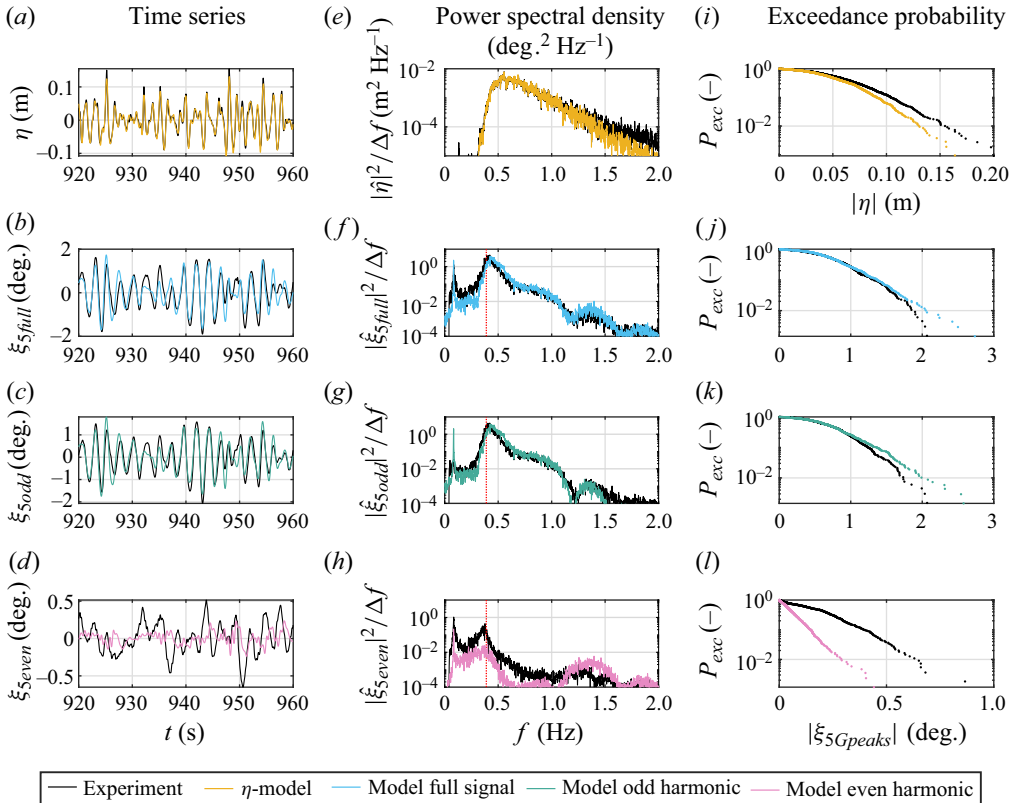 (a) Time series (e) Power spectral density (i) Exceedance probability
(deg.² Hz⁻¹)
η (m)
0.1
0
−0.1
920 930 940 950 960
|η̂|² / Δf (m² Hz⁻¹)
10⁻²
10⁻⁴
0 0.5 1.0 1.5 2.0
P_exc (−)
10⁰
10⁻²
0 0.05 0.10 0.15 0.20
|η| (m)
(b) (f) (j)
ξ_5full (deg.)
2
0
−2
920 930 940 950 960
|ξ̂_5full|² / Δf
10⁰
10⁻²
10⁻⁴
0 0.5 1.0 1.5 2.0
P_exc (−)
10⁰
10⁻²
0 1 2 3
(c) (g) (k)
ξ_5odd (deg.)
1
0
−1
−2
920 930 940 950 960
|ξ̂_5odd|² / Δf
10⁰
10⁻²
10⁻⁴
0 0.5 1.0 1.5 2.0
P_exc (−)
10⁰
10⁻²
0 1 2 3
(d) (h) (l)
ξ_5even (deg.)
0.5
0
−0.5
920 930 940 950 960
t (s)
|ξ̂_5even|² / Δf
10⁰
10⁻²
10⁻⁴
0 0.5 1.0 1.5 2.0
f (Hz)
P_exc (−)
10⁰
10⁻²
0 0.5 1.0
|ξ_5Gpeaks| (deg.)
Experiment η-model Model full signal Model odd harmonic Model even harmonic